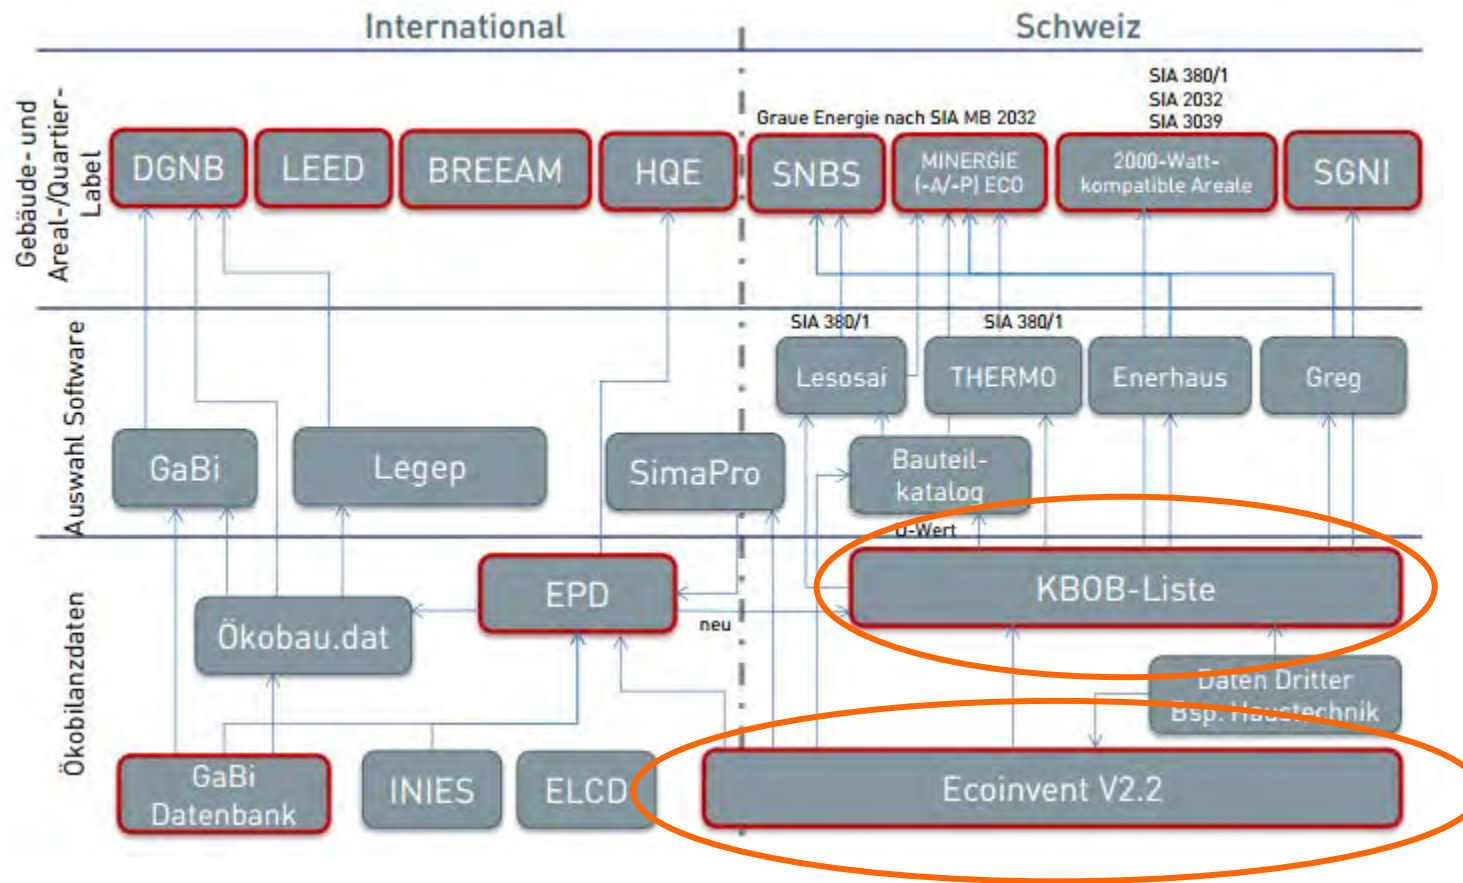 International
Schweiz
Gebäude- und
Areal-/Quartier-
Label
SIA 380/1
SIA 2032
SIA 3039
Graue Energie nach SIA MB 2032
DGNB
LEED
BREEAM
HQE
SNBS
MINERGIE
(-A/-P) ECO
2000-Watt-
kompatible Areale
SGNI
Auswahl Software
SIA 380/1
SIA 380/1
Lesosai
THERMO
Enerhaus
Greg
GaBi
Legep
SimaPro
Bauteil-
katalog
U-Wert
Ökobilanzdaten
EPD
KBOB-Liste
Ökobau.dat
neu
Daten Dritter
Bsp. Haustechnik
GaBi
Datenbank
INIES
ELCD
Ecoinvent V2.2